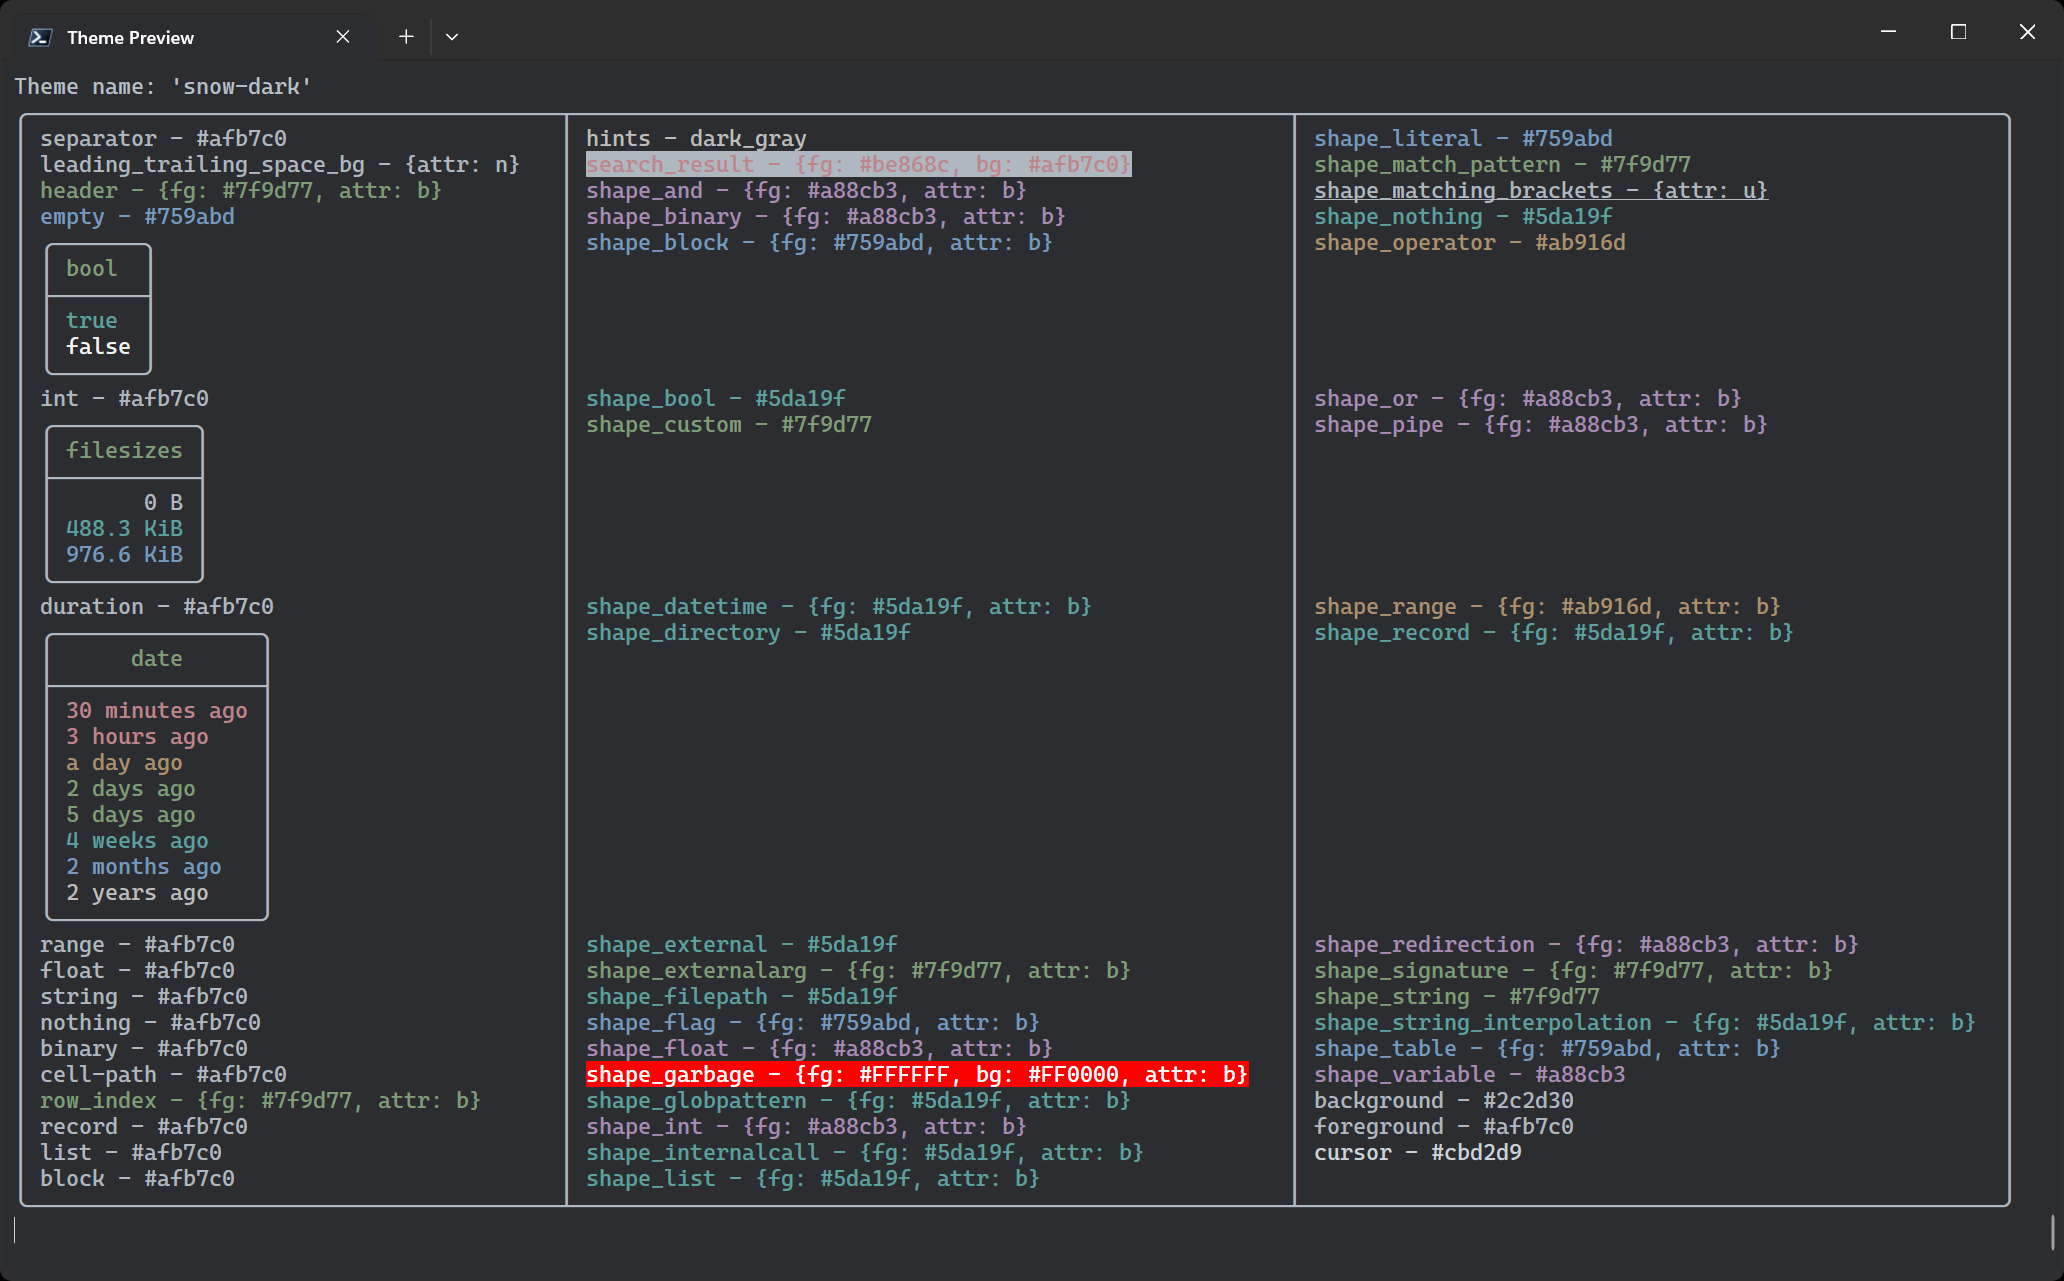 Theme Preview
Theme name: 'snow-dark'
separator - #afb7c0
leading_trailing_space_bg - {attr: n}
header - {fg: #7f9d77, attr: b}
empty - #759abd
bool
true
false
int - #afb7c0
filesizes
0 B
488.3 KiB
976.6 KiB
duration - #afb7c0
date
30 minutes ago
3 hours ago
a day ago
2 days ago
5 days ago
4 weeks ago
2 months ago
2 years ago
range - #afb7c0
float - #afb7c0
string - #afb7c0
nothing - #afb7c0
binary - #afb7c0
cell-path - #afb7c0
row_index - {fg: #7f9d77, attr: b}
record - #afb7c0
list - #afb7c0
block - #afb7c0
hints - dark_gray
search_result - {fg: #be868c, bg: #afb7c0}
shape_and - {fg: #a88cb3, attr: b}
shape_binary - {fg: #a88cb3, attr: b}
shape_block - {fg: #759abd, attr: b}
shape_bool - #5da19f
shape_custom - #7f9d77
shape_datetime - {fg: #5da19f, attr: b}
shape_directory - #5da19f
shape_external - #5da19f
shape_externalarg - {fg: #7f9d77, attr: b}
shape_filepath - #5da19f
shape_flag - {fg: #759abd, attr: b}
shape_float - {fg: #a88cb3, attr: b}
shape_garbage - {fg: #FFFFFF, bg: #FF0000, attr: b}
shape_globpattern - {fg: #5da19f, attr: b}
shape_int - {fg: #a88cb3, attr: b}
shape_internalcall - {fg: #5da19f, attr: b}
shape_list - {fg: #5da19f, attr: b}
shape_literal - #759abd
shape_match_pattern - #7f9d77
shape_matching_brackets - {attr: u}
shape_nothing - #5da19f
shape_operator - #ab916d
shape_or - {fg: #a88cb3, attr: b}
shape_pipe - {fg: #a88cb3, attr: b}
shape_range - {fg: #ab916d, attr: b}
shape_record - {fg: #5da19f, attr: b}
shape_redirection - {fg: #a88cb3, attr: b}
shape_signature - {fg: #7f9d77, attr: b}
shape_string - #7f9d77
shape_string_interpolation - {fg: #5da19f, attr: b}
shape_table - {fg: #759abd, attr: b}
shape_variable - #a88cb3
background - #2c2d30
foreground - #afb7c0
cursor - #cbd2d9